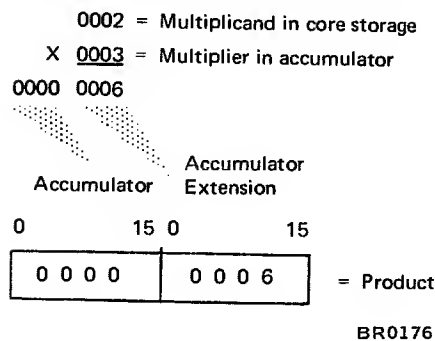 0002 = Multiplicand in core storage
X 0003 = Multiplier in accumulator
0000 0006
Accumulator Accumulator Extension
0 15 0 15
0 0 0 0 0 0 0 6 = Product
BR0176